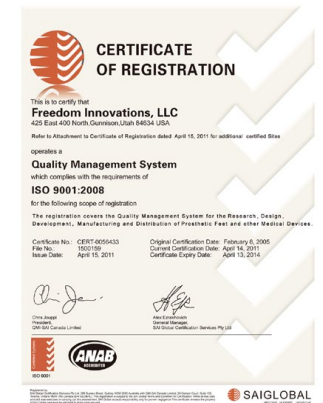 CERTIFICATE
OF REGISTRATION
This is to certify that
Freedom Innovations, LLC
425 East 400 North,Gunnison,Utah 84634 USA
Refer to Attachment to Certificate of Registration dated April 15, 2011 for additional certified Sites
operates a
Quality Management System
which complies with the requirements of
ISO 9001:2008
for the following scope of registration
The registration covers the Quality Management System for the Research, Design,
Development, Manufacturing and Distribution of Prosthetic Feet and other Medical Devices.
Certificate No.: CERT-0056433 Original Certification Date: February 8, 2005
File No.: 1500159 Current Certification Date: April 14, 2011
Issue Date: April 15, 2011 Certificate Expiry Date: April 13, 2014
Chris Jouppi Alex Ezrakhovich
President, General Manager,
QMI-SAI Canada Limited SAI Global Certification Services Pty Ltd
ANAB
ACCREDITED
ISO 9001
SAIGLOBAL